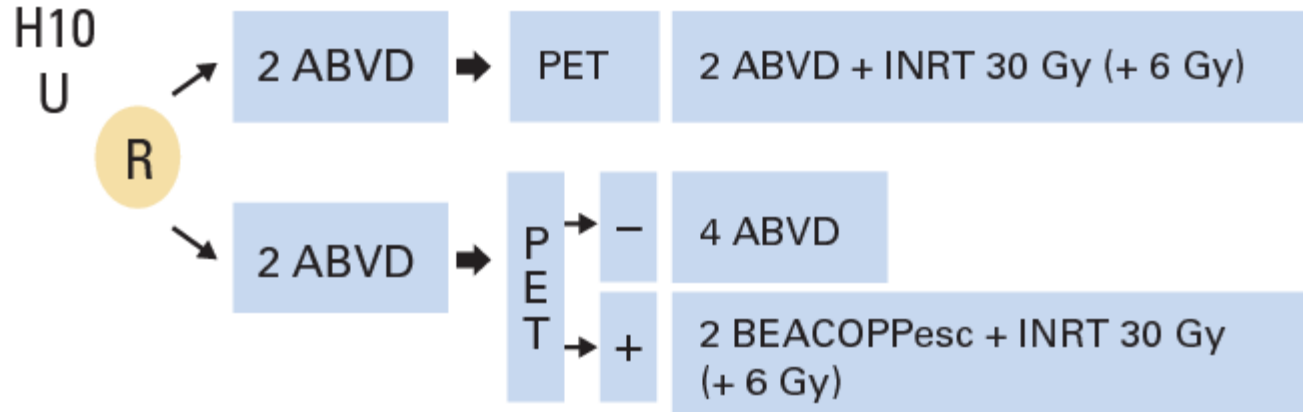 H10
U
R
2 ABVD
PET
2 ABVD + INRT 30 Gy (+ 6 Gy)
2 ABVD
P
E
T
−
4 ABVD
+
2 BEACOPPesc + INRT 30 Gy
(+ 6 Gy)